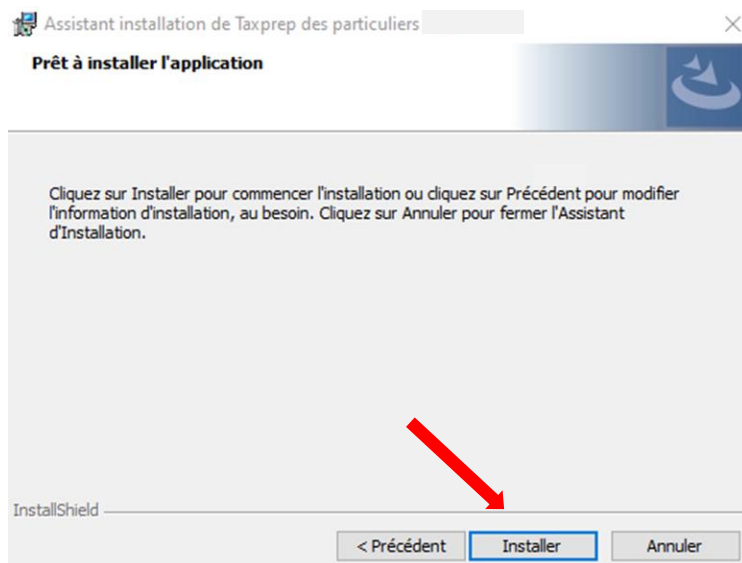 Assistant installation de Taxprep des particuliers
Prêt à installer l'application
Cliquez sur Installer pour commencer l'installation ou cliquez sur Précédent pour modifier
l'information d'installation, au besoin. Cliquez sur Annuler pour fermer l'Assistant
d'Installation.
InstallShield
< Précédent
Installer
Annuler